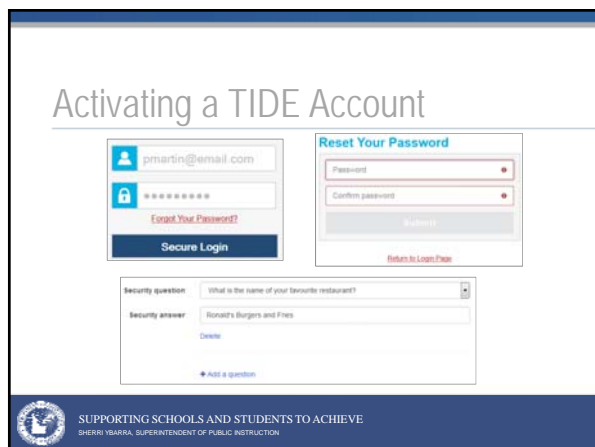 Activating a TIDE Account
pmartin@email.com
*********
Forgot Your Password?
Secure Login
Reset Your Password
Password
Confirm password
Submit
Return to Login Page
Security question What is the name of your favourite restaurant?
Security answer Ronald's Burgers and Fries
Delete
+ Add a question
SUPPORTING SCHOOLS AND STUDENTS TO ACHIEVE
SHERRI YBARRA, SUPERINTENDENT OF PUBLIC INSTRUCTION